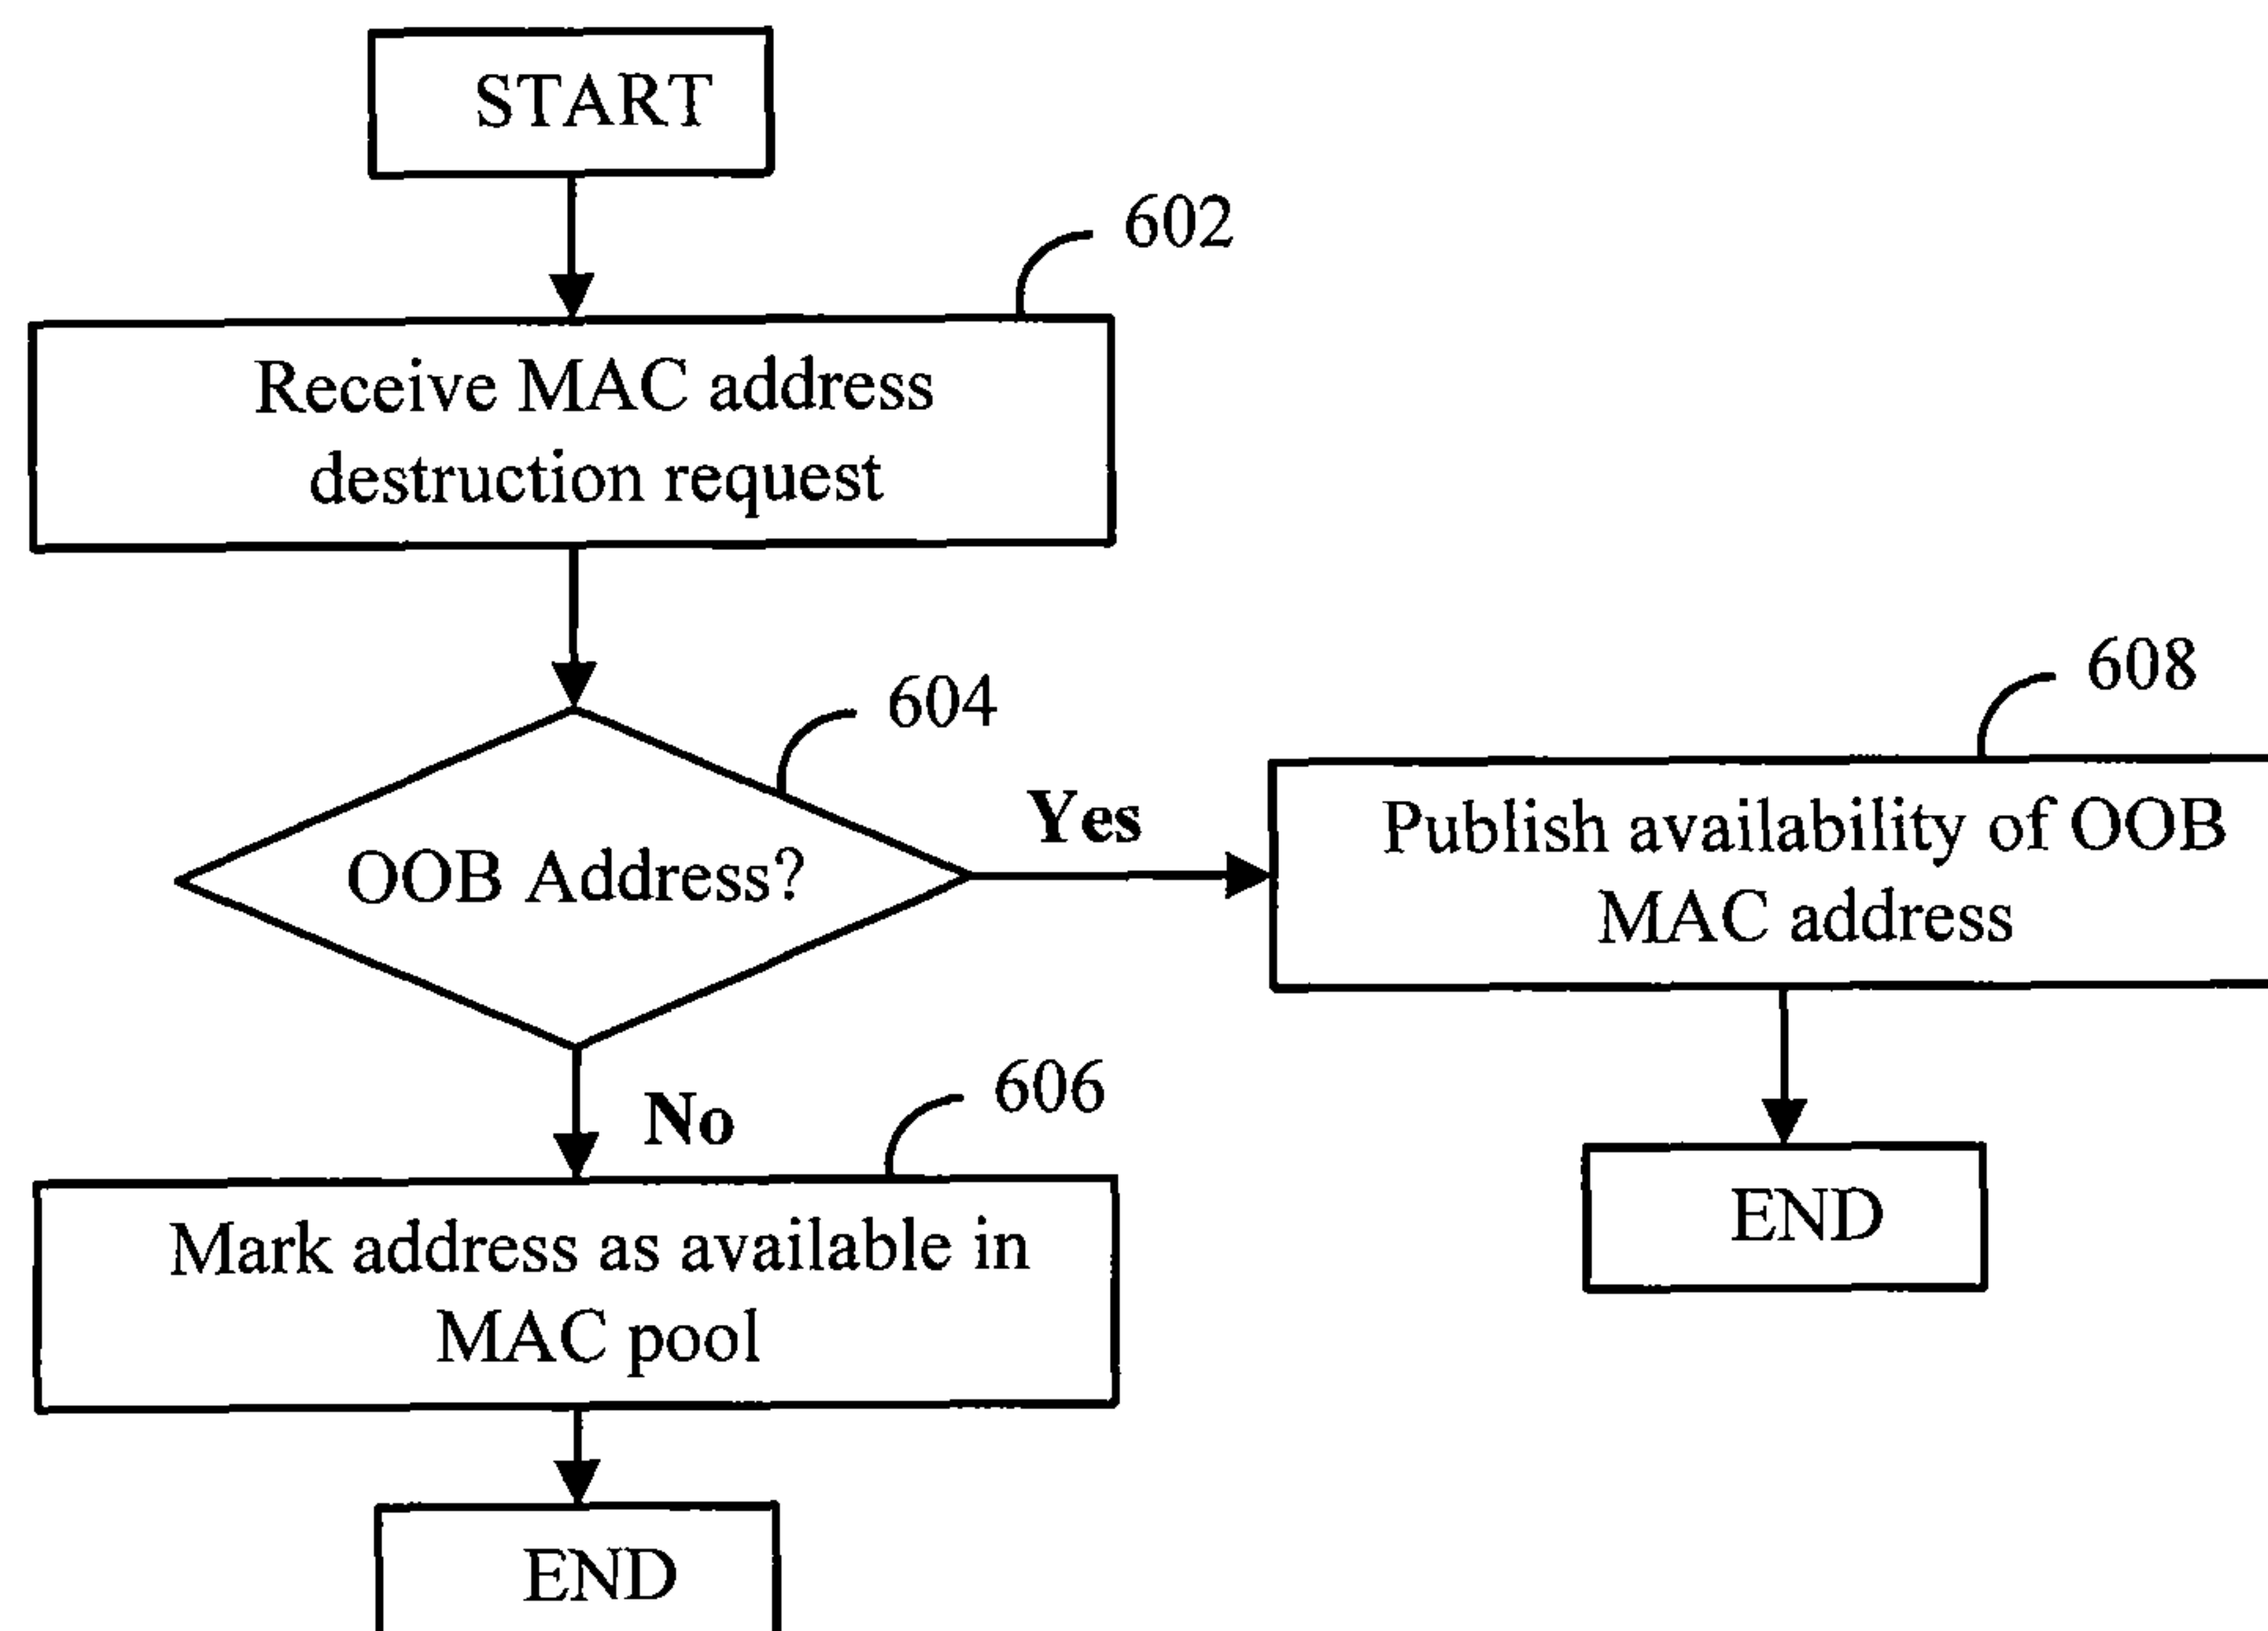 START
602
Receive MAC address
destruction request
604
OOB Address?
Yes
608
Publish availability of OOB
MAC address
No
606
Mark address as available in
MAC pool
END
END